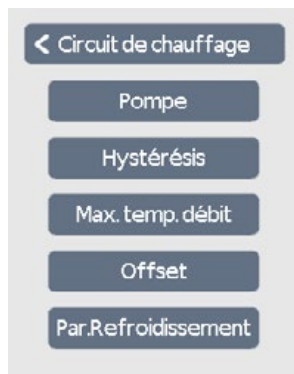 Circuit de chauffage
Pompe
Hystérésis
Max. temp. débit
Offset
Par.Refroidissement